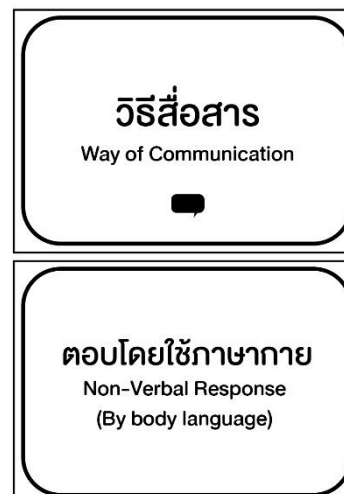 วิธีสื่อสาร
Way of Communication
ตอบโดยใช้ภาษากาย
Non-Verbal Response
(By body language)